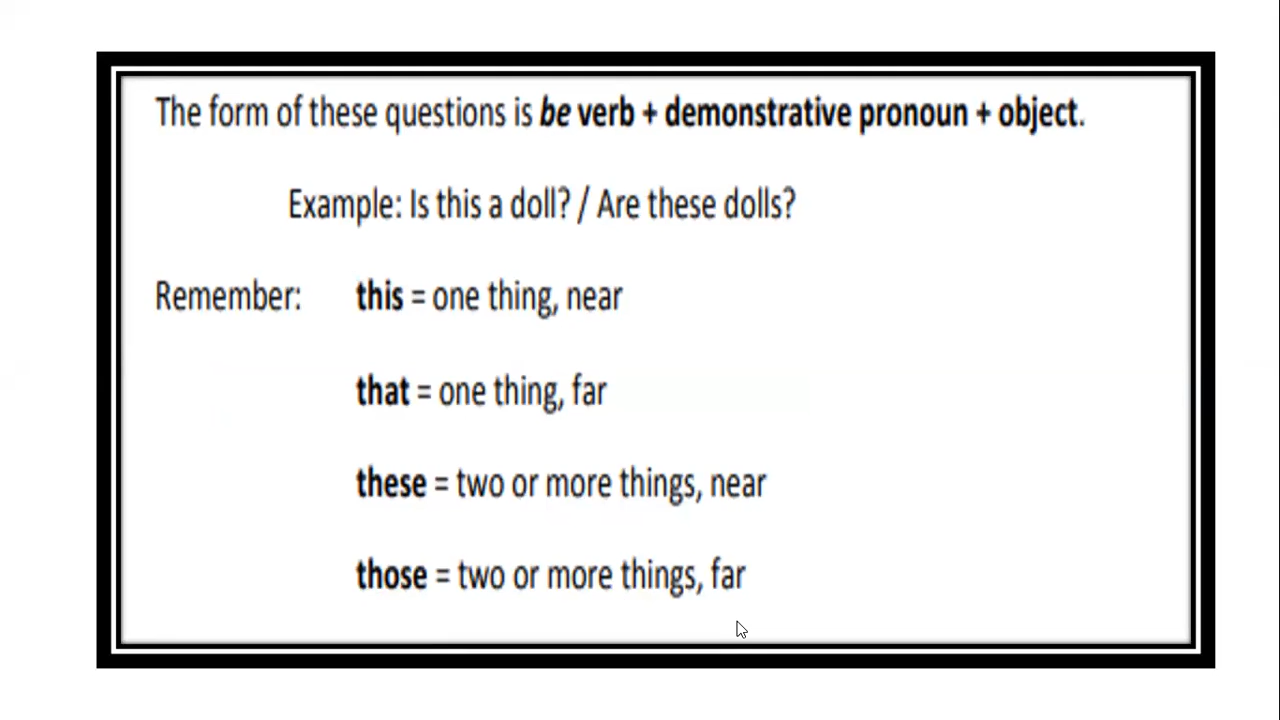 The form of these questions is be verb + demonstrative pronoun + object.
Example: Is this a doll? / Are these dolls?
Remember: this = one thing, near
that = one thing, far
these = two or more things, near
those = two or more things, far